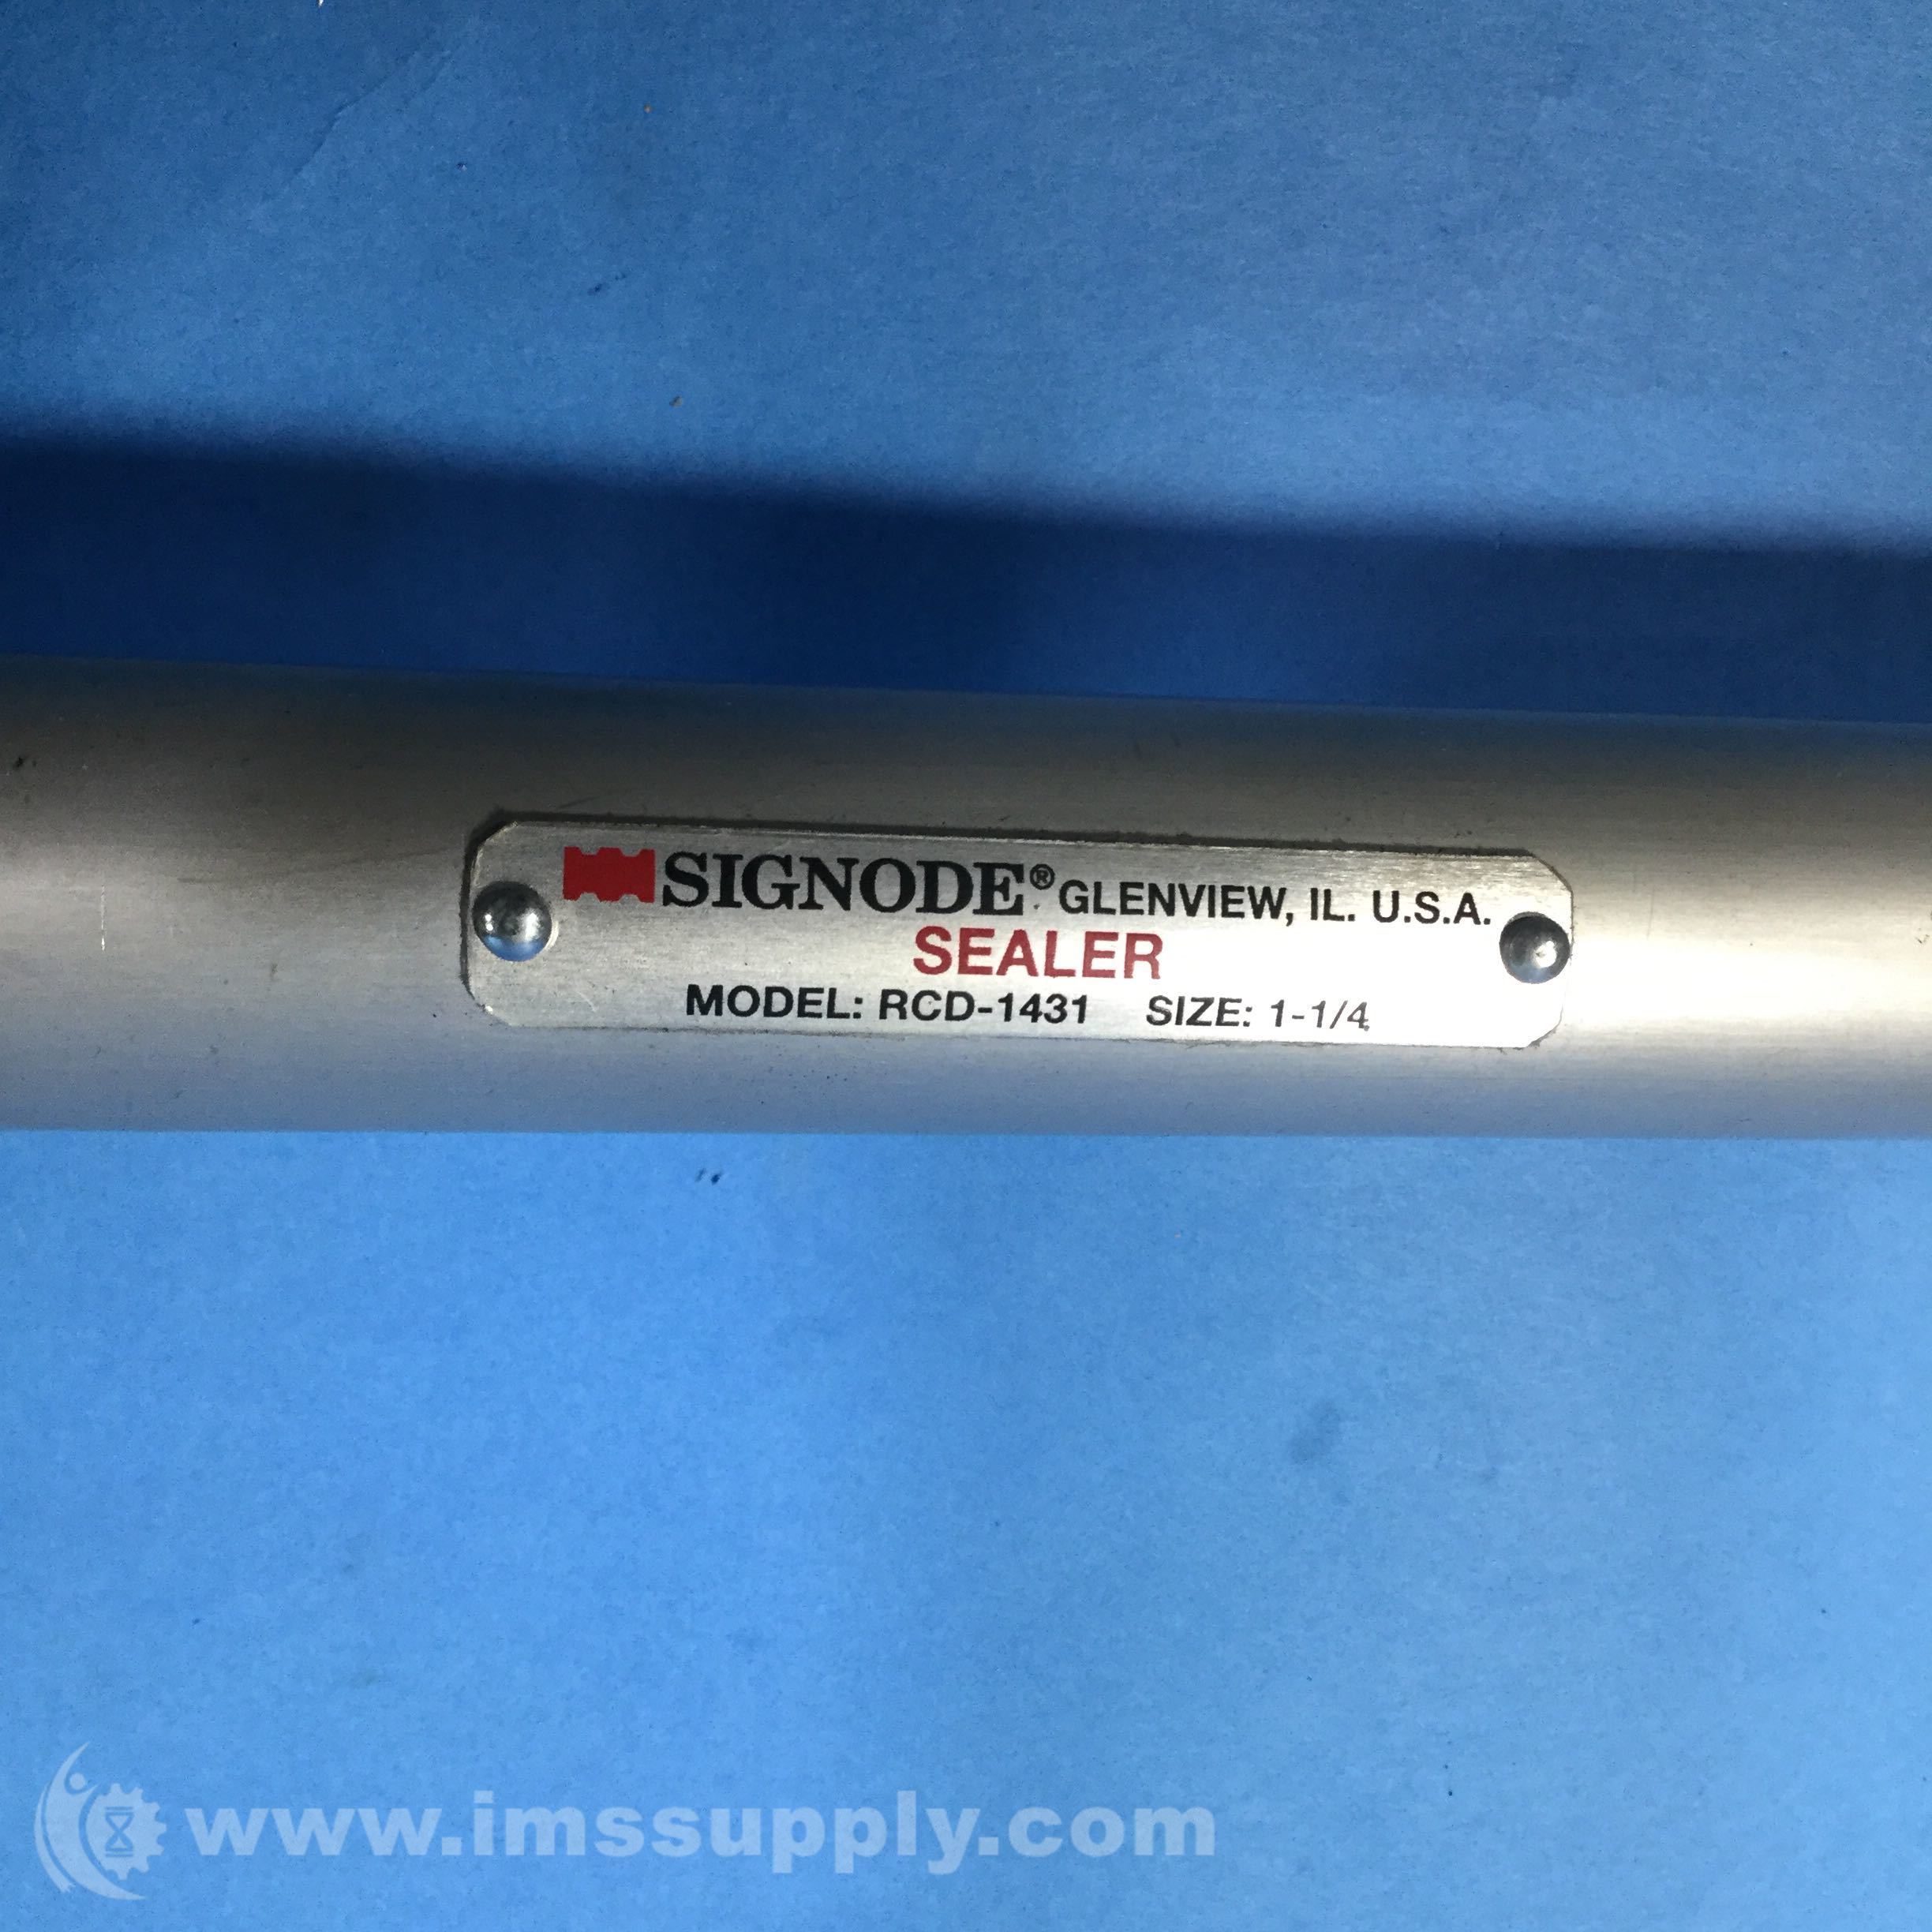 SIGNODE® GLENVIEW, IL. U.S.A.
SEALER
MODEL: RCD-1431 SIZE: 1-1/4
www.imssupply.com